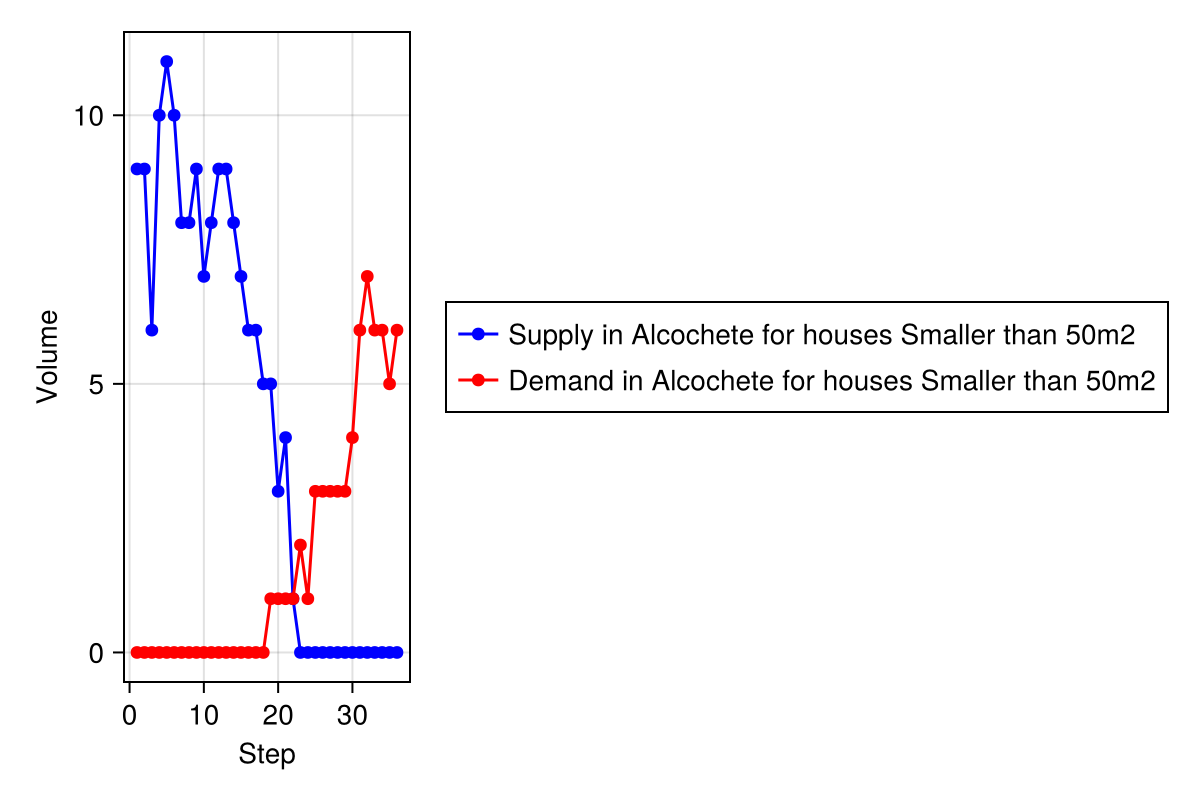 Volume
10
5
0
0 10 20 30
Step
Supply in Alcochete for houses Smaller than 50m2
Demand in Alcochete for houses Smaller than 50m2